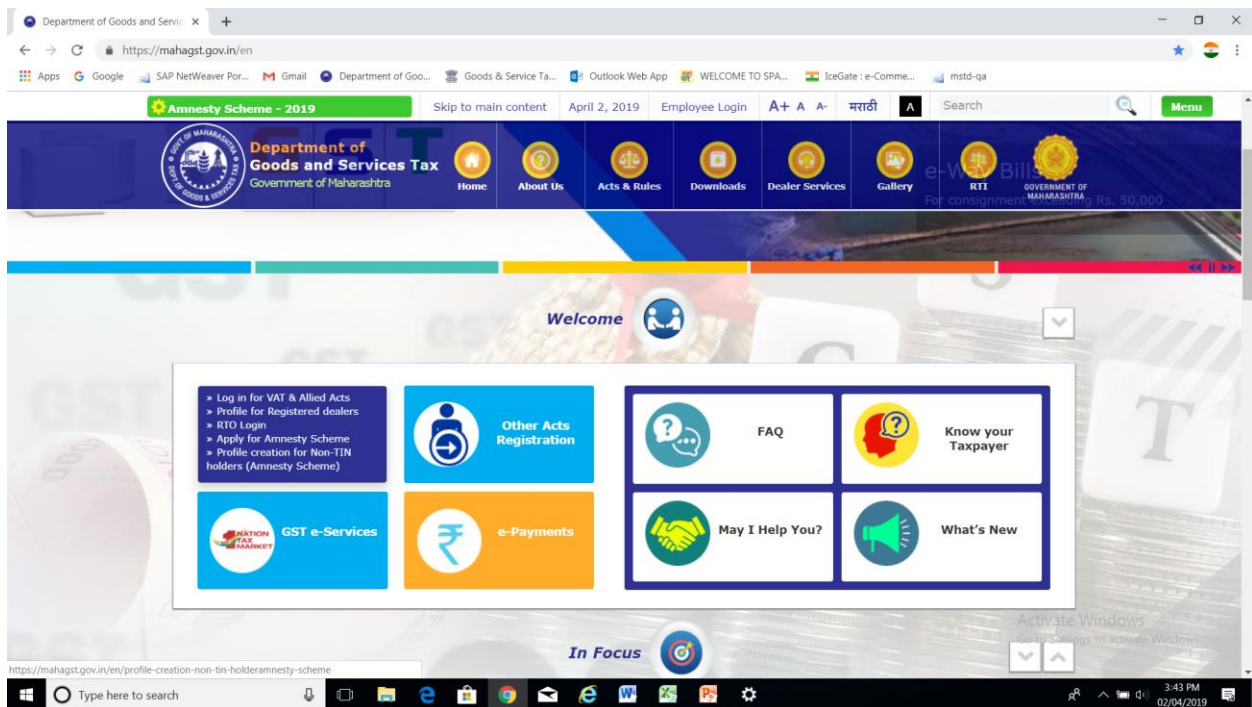 Department of Goods and Servic
https://mahagst.gov.in/en
Apps Google SAP NetWeaver Por... Gmail Department of Goo... Goods & Service Ta... Outlook Web App WELCOME TO SPA... IceGate : e-Comme... mstd-qa
Amnesty Scheme - 2019 Skip to main content April 2, 2019 Employee Login A+ A A- मराठी A Search Menu
Department of
Goods and Services Tax
Government of Maharashtra
Home About Us Acts & Rules Downloads Dealer Services Gallery RTI GOVERNMENT OF
MAHARASHTRA
e-Way Bills
For consignment exceeding Rs. 50,000
Welcome
» Log in for VAT & Allied Acts
» Profile for Registered dealers
» RTO Login
» Apply for Amnesty Scheme
» Profile creation for Non-TIN
holders (Amnesty Scheme)
Other Acts
Registration
FAQ
Know your
Taxpayer
NATION
TAX
MARKET
GST e-Services
e-Payments
May I Help You?
What's New
Activate Windows
Go to Settings to activate Windows.
In Focus
https://mahagst.gov.in/en/profile-creation-non-tin-holderamnesty-scheme
Type here to search
3:43 PM
02/04/2019